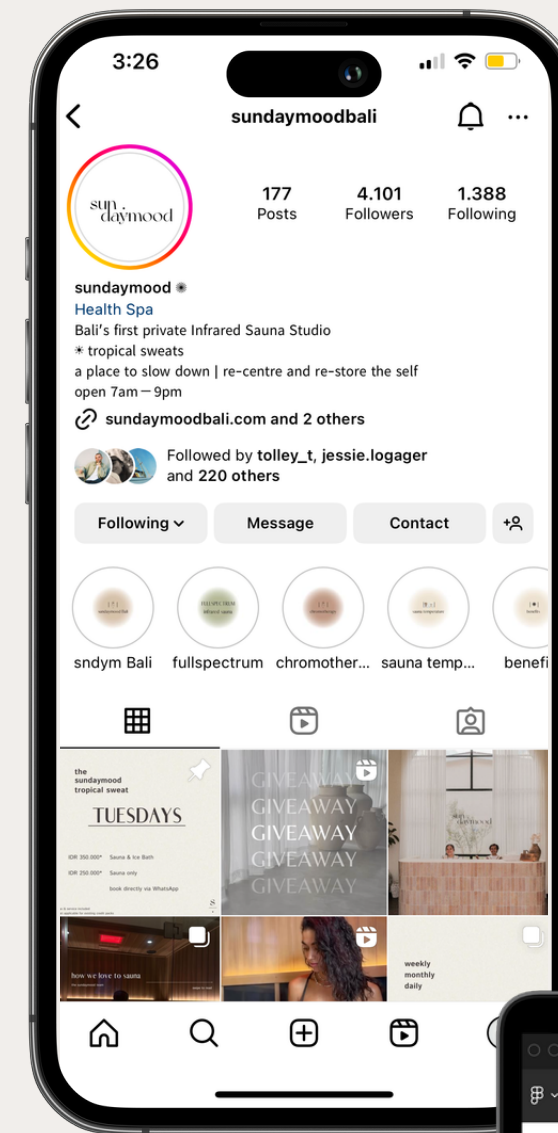 3:26
sundaymoodbali
sun
daymood
177
Posts
4.101
Followers
1.388
Following
sundaymood
Health Spa
Bali's first private Infrared Sauna Studio
☀ tropical sweats
a place to slow down | re-centre and re-store the self
open 7am — 9pm
sundaymoodbali.com and 2 others
Followed by tolley_t, jessie.logager
and 220 others
Following
Message
Contact
sndym Bali
fullspectrum
chromother...
sauna temp...
benefi
the
sundaymood
tropical sweat
TUESDAYS
IDR 350.000* Sauna & Ice Bath
IDR 250.000* Sauna only
book directly via WhatsApp
GIVEAWAY
GIVEAWAY
GIVEAWAY
GIVEAWAY
GIVEAWAY
sun
daymood
how we love to sauna
weekly
monthly
daily